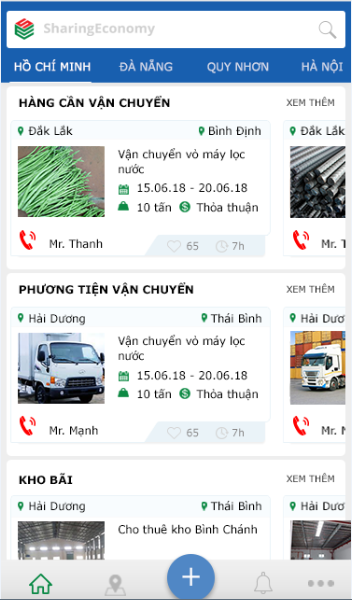 SharingEconomy
HỒ CHÍ MINH ĐÀ NẴNG QUY NHƠN HÀ NỘI
HÀNG CẦN VẬN CHUYỂN XEM THÊM
Đắk Lắk Bình Định Đắk Lắk
Vận chuyển vỏ máy lọc
nước
15.06.18 - 20.06.18
10 tấn Thỏa thuận
Mr. Thanh 65 7h Mr. T
PHƯƠNG TIỆN VẬN CHUYỂN XEM THÊM
Hải Dương Thái Bình Hải Dươ
Vận chuyển vỏ máy lọc
nước
15.06.18 - 20.06.18
10 tấn Thỏa thuận
Mr. Mạnh 65 7h Mr. M
KHO BÃI XEM THÊM
Hải Dương Thái Bình Hải Dươ
Cho thuê kho Bình Chánh